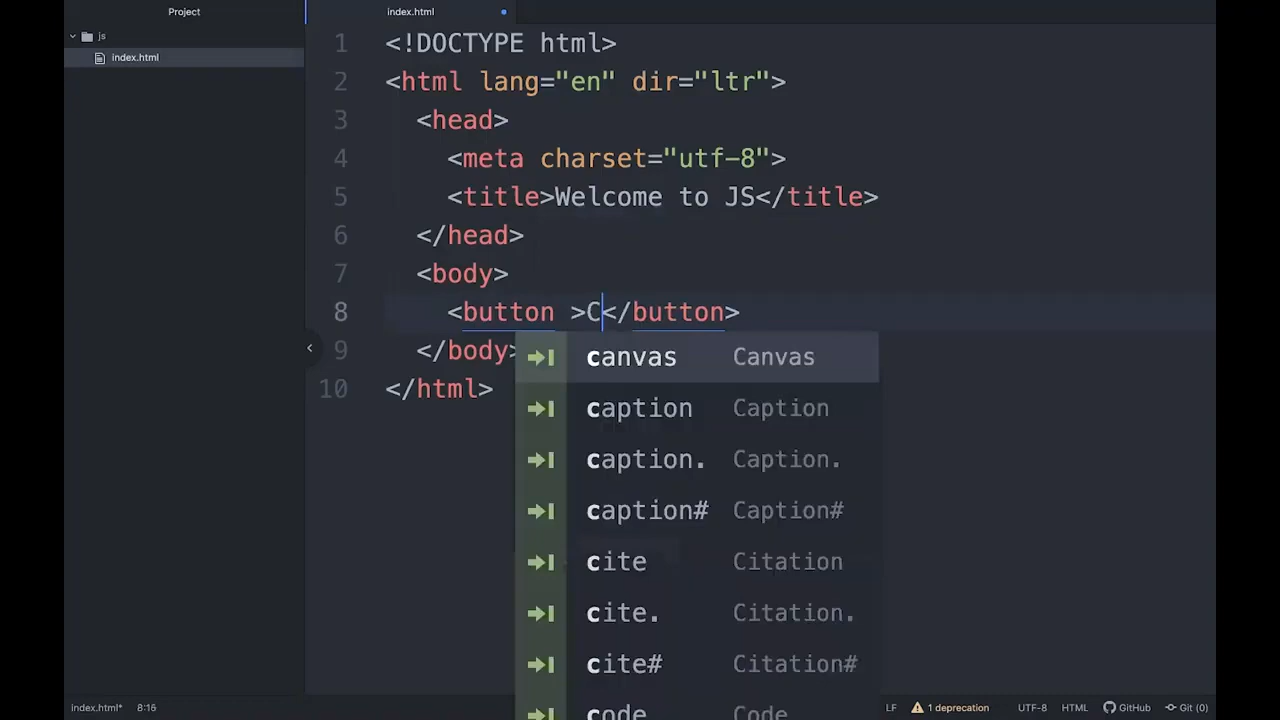 Project
index.html
js
index.html
1 <!DOCTYPE html>
2 <html lang="en" dir="ltr">
3 <head>
4 <meta charset="utf-8">
5 <title>Welcome to JS</title>
6 </head>
7 <body>
8 <button >C</button>
9 </body>
10 </html>
canvas Canvas
caption Caption
caption. Caption.
caption# Caption#
cite Citation
cite. Citation.
cite# Citation#
code Code
index.html* 8:16 LF 1 deprecation UTF-8 HTML GitHub Git (0)